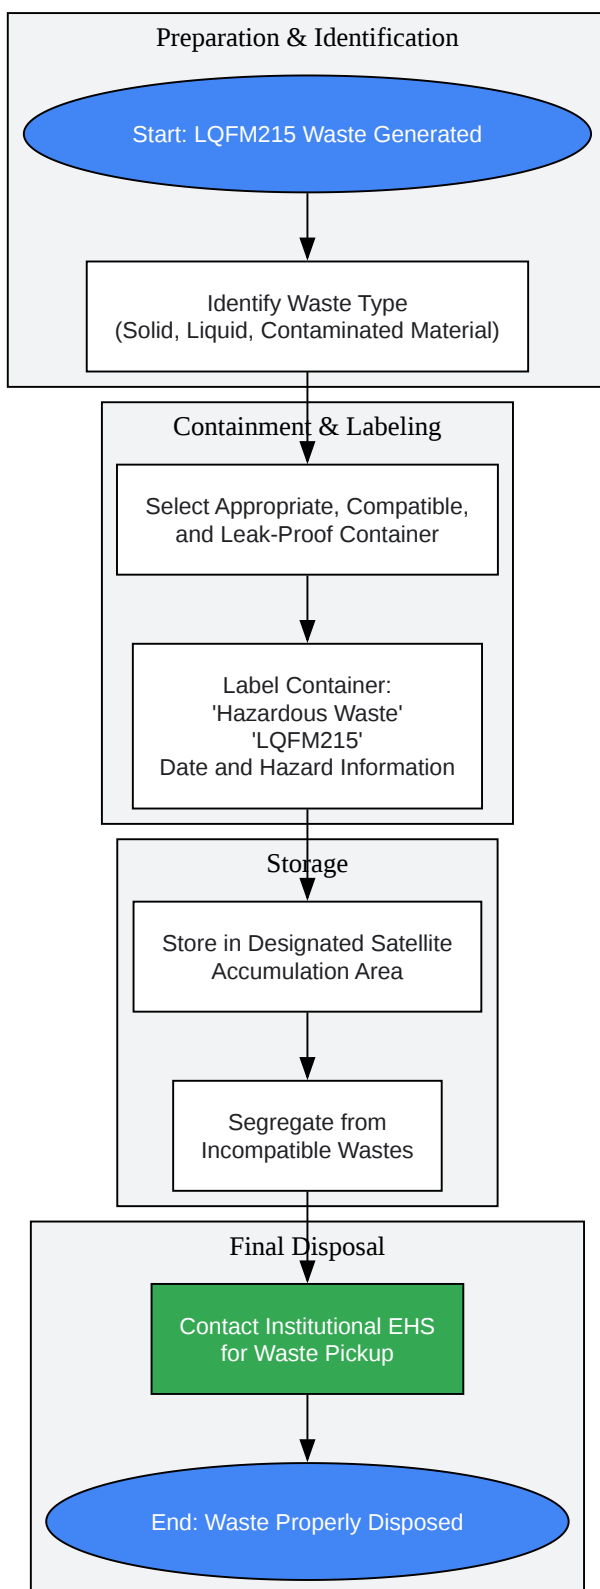 Preparation & Identification
Start: LQFM215 Waste Generated
Identify Waste Type
(Solid, Liquid, Contaminated Material)
Containment & Labeling
Select Appropriate, Compatible,
and Leak-Proof Container
Label Container:
'Hazardous Waste'
'LQFM215'
Date and Hazard Information
Storage
Store in Designated Satellite
Accumulation Area
Segregate from
Incompatible Wastes
Final Disposal
Contact Institutional EHS
for Waste Pickup
End: Waste Properly Disposed